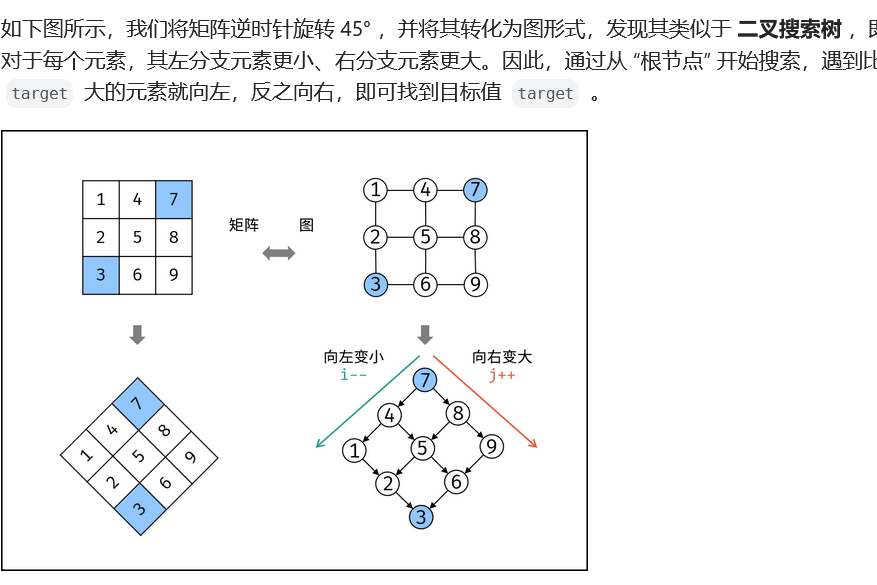 如下图所示，我们将矩阵逆时针旋转 45° ，并将其转化为图形式，发现其类似于 二叉搜索树 ，即
对于每个元素，其左分支元素更小、右分支元素更大。因此，通过从 “根节点” 开始搜索，遇到比
target 大的元素就向左，反之向右，即可找到目标值 target 。
1 4 7
2 5 8
3 6 9
矩阵 图
1 4 7
2 5 8
3 6 9
7
4 8
1 5 9
2 6
3
向左变小
i--
向右变大
j++
7
4 8
1 5 9
2 6
3